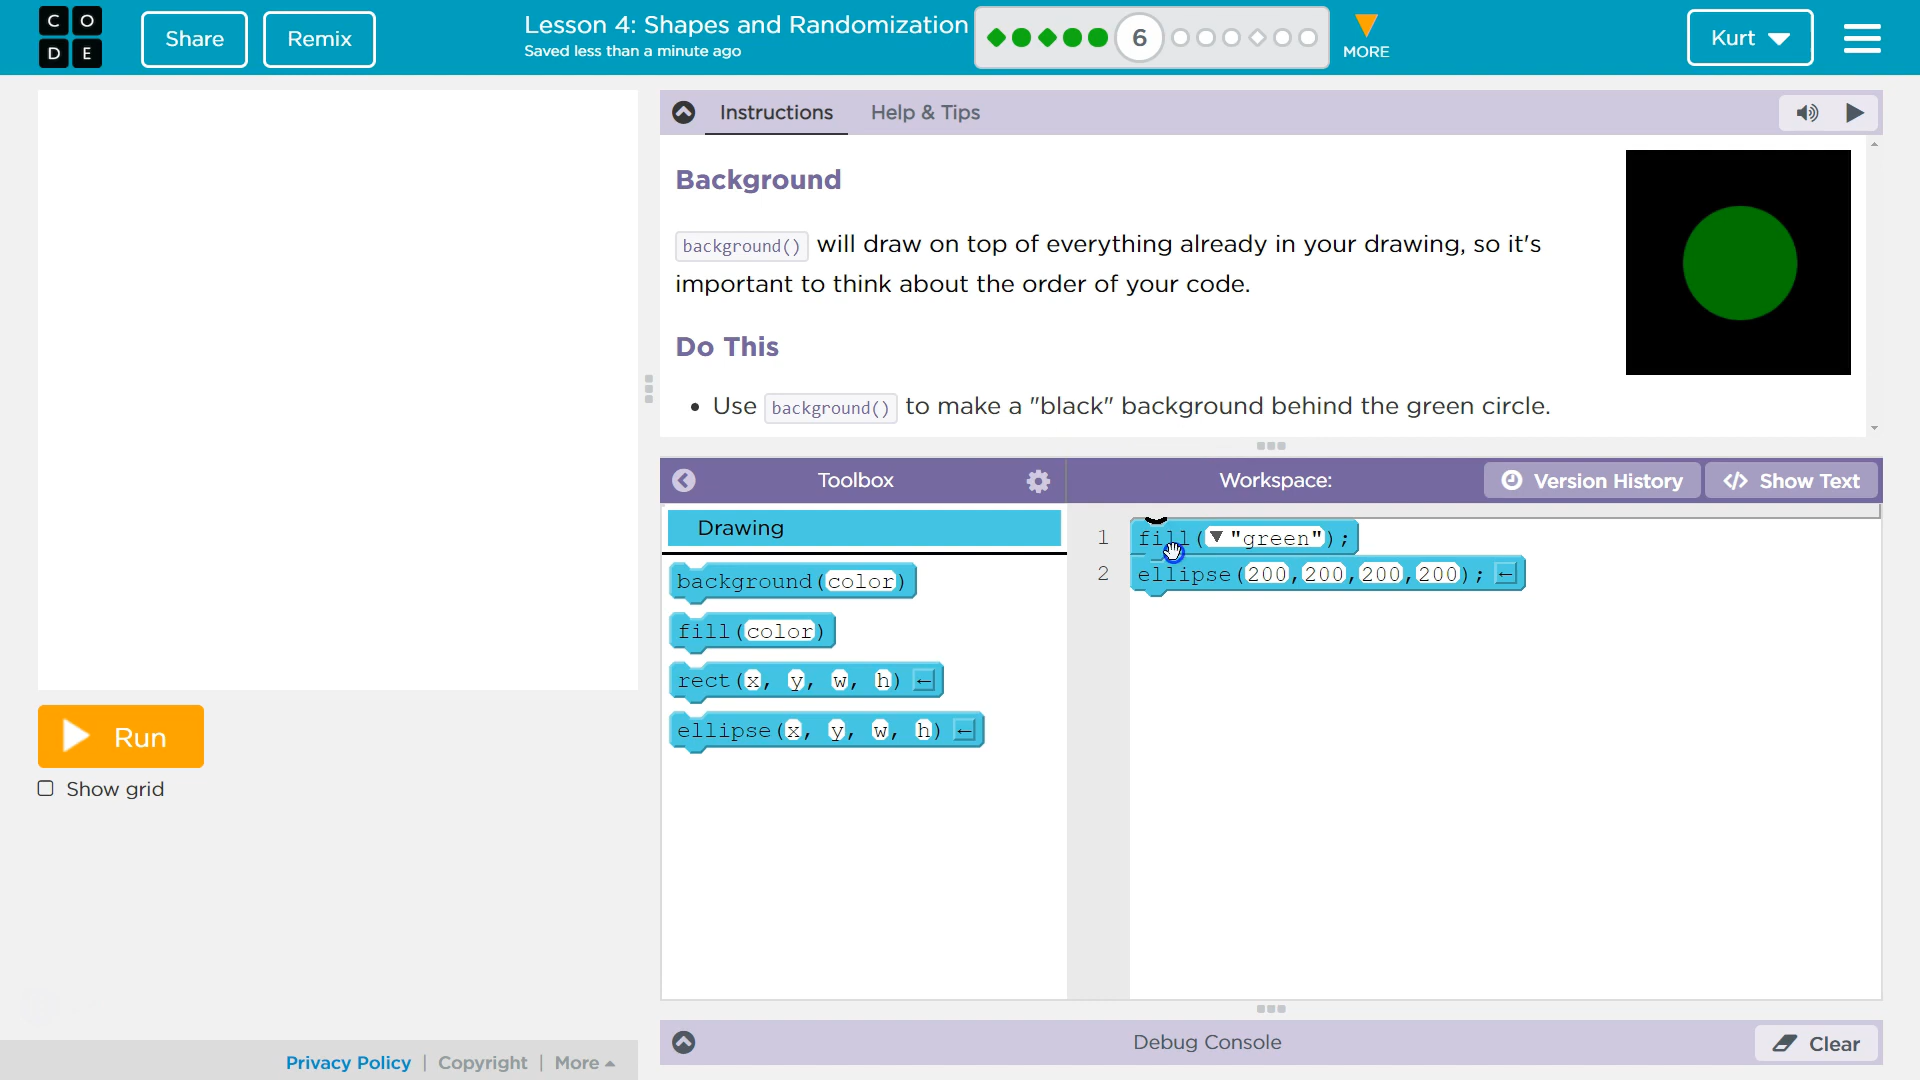 C O
D E
Share
Remix
Lesson 4: Shapes and Randomization
Saved less than a minute ago
6
MORE
Kurt
Instructions
Help & Tips
Background
background() will draw on top of everything already in your drawing, so it's
important to think about the order of your code.
Do This
Use background() to make a "black" background behind the green circle.
Toolbox
Workspace:
Version History
</> Show Text
Drawing
background(color)
fill(color)
rect(x, y, w, h) ←
ellipse(x, y, w, h) ←
1 fill(▼ "green");
2 ellipse(200,200,200,200); ←
Run
Show grid
Debug Console
Clear
Privacy Policy | Copyright | More